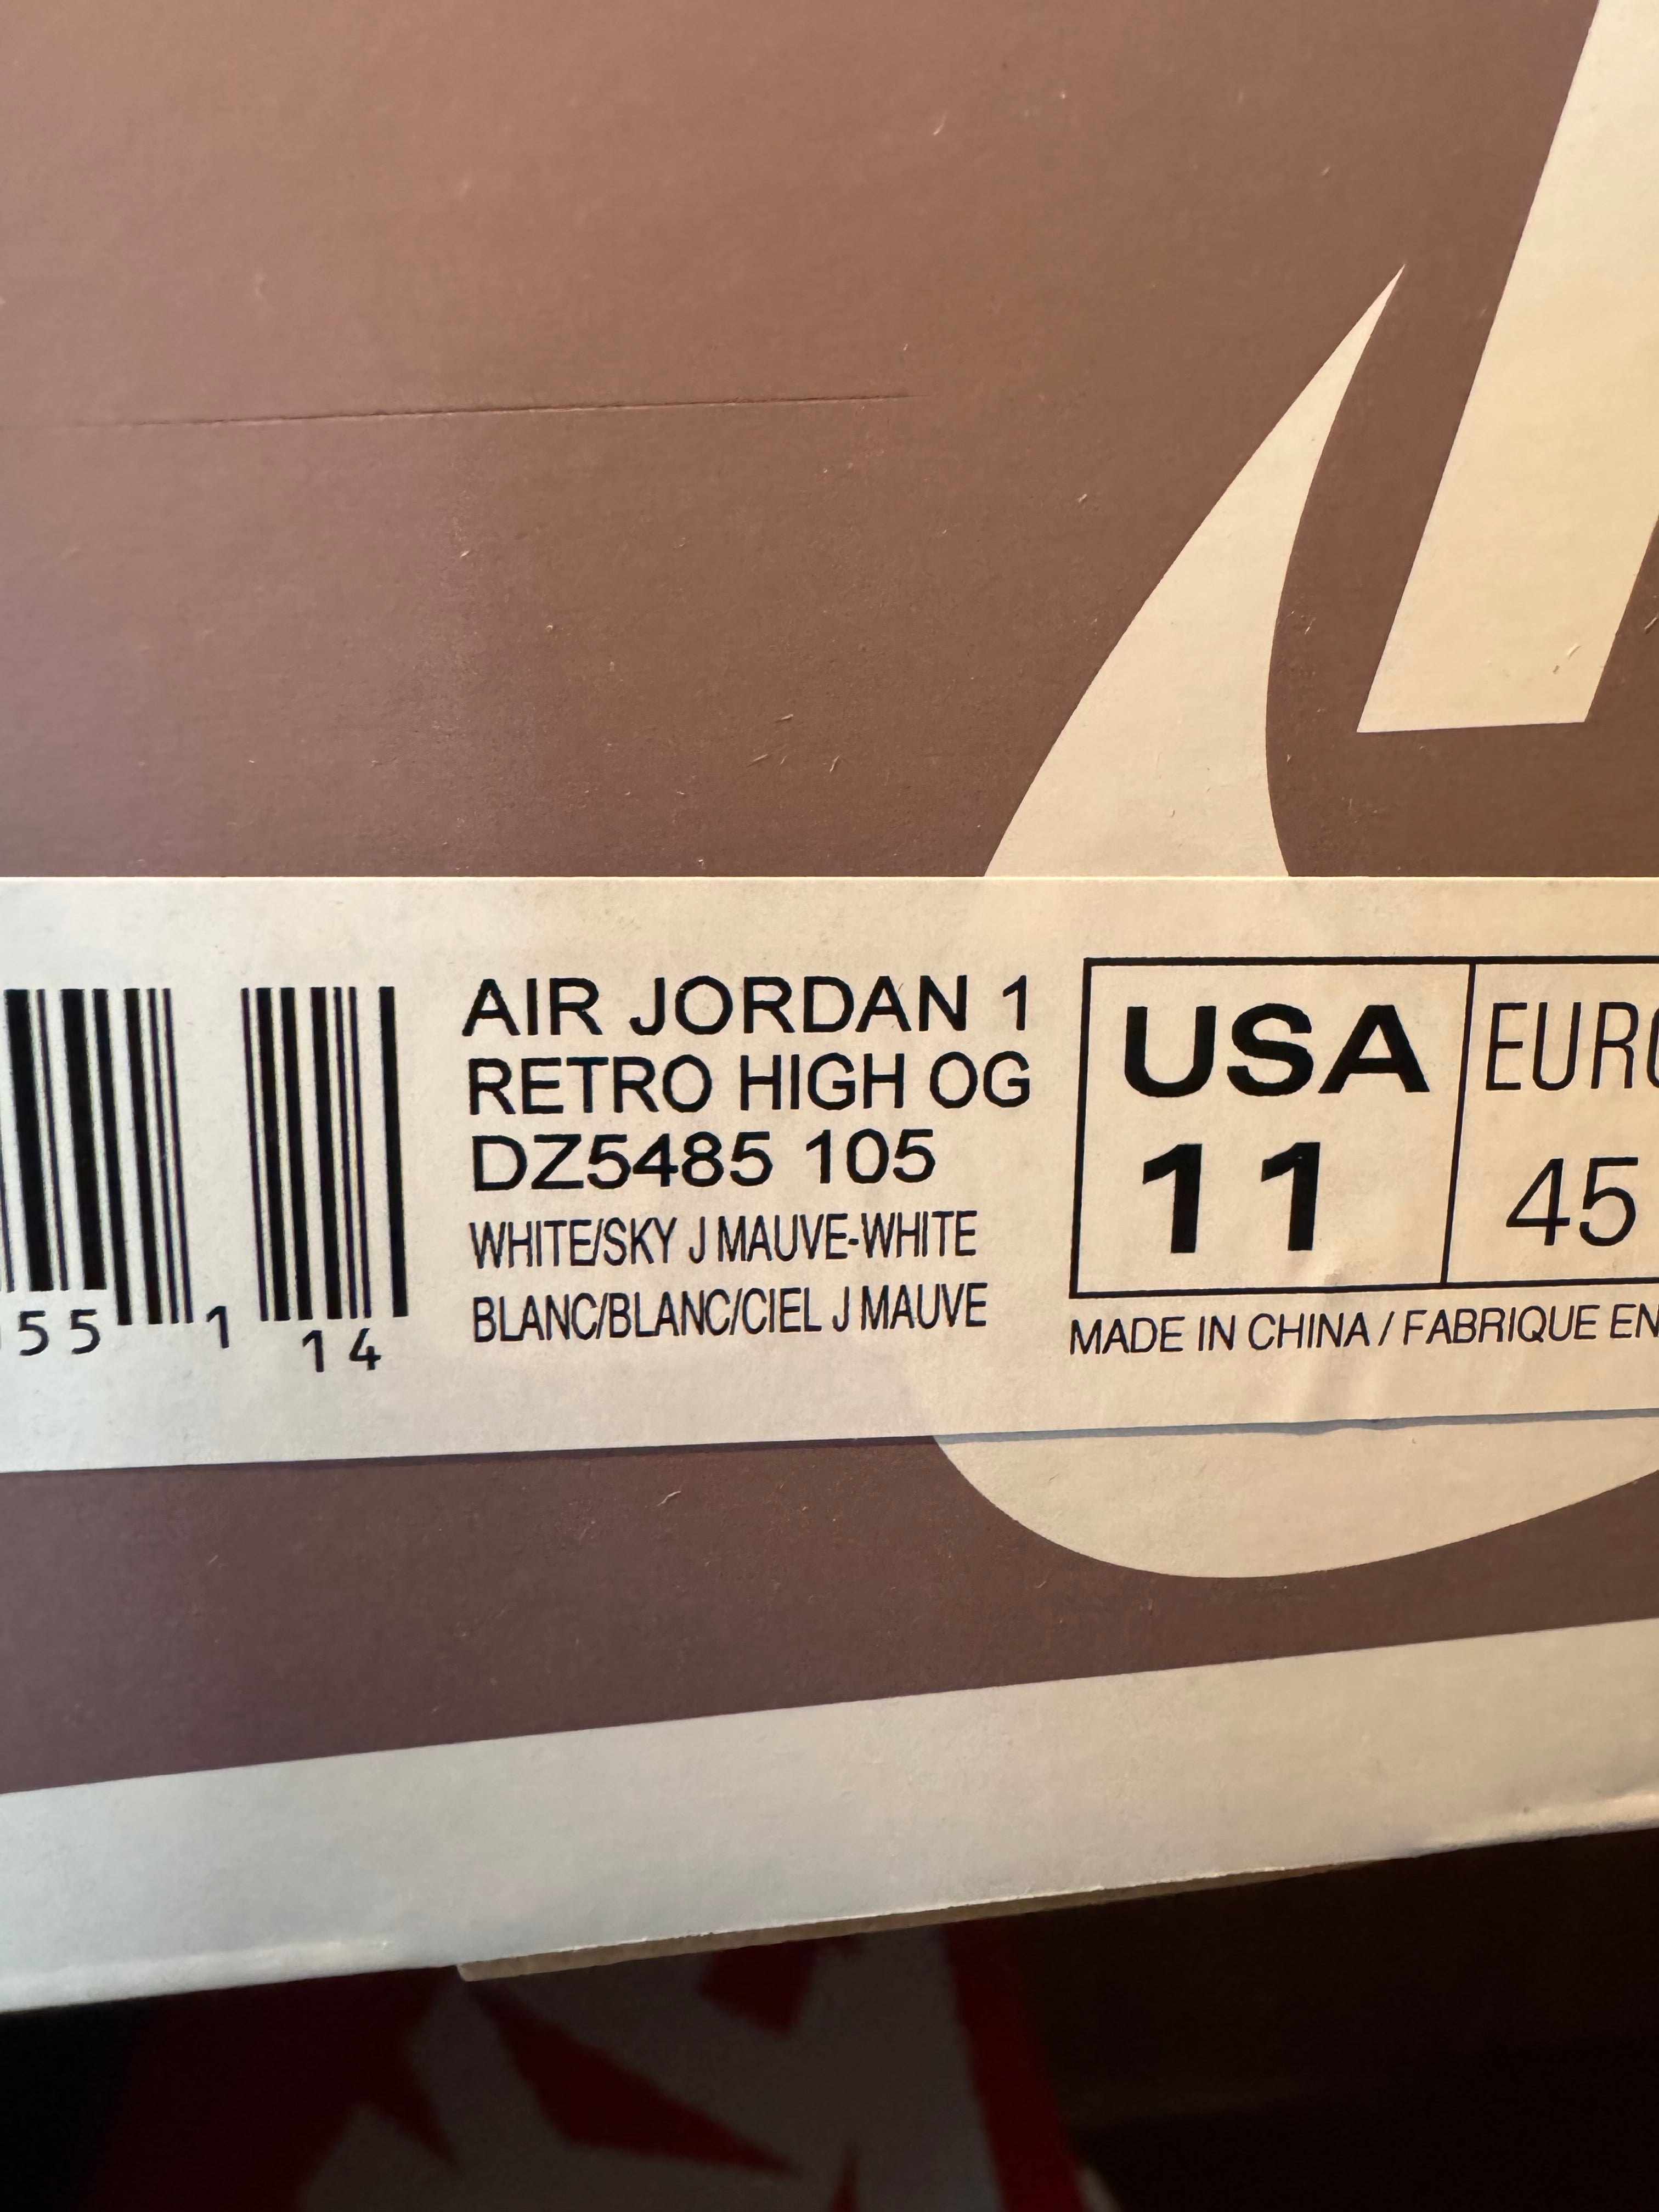 AIR JORDAN 1
RETRO HIGH OG
DZ5485 105
WHITE/SKY J MAUVE-WHITE
BLANC/BLANC/CIEL J MAUVE
55 1 14
USA
11
45
MADE IN CHINA / FABRIQUE EN